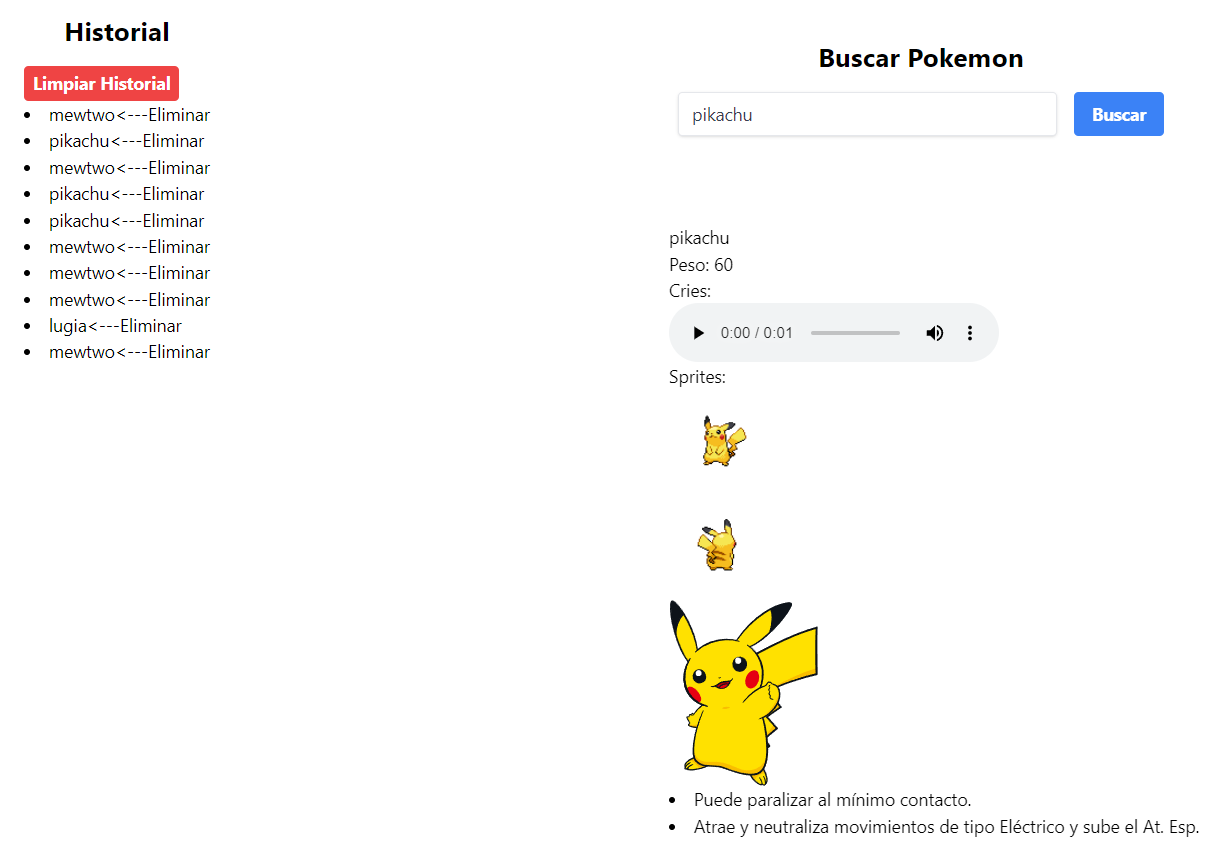 Historial
Limpiar Historial
mewtwo<---Eliminar
pikachu<---Eliminar
mewtwo<---Eliminar
pikachu<---Eliminar
pikachu<---Eliminar
mewtwo<---Eliminar
mewtwo<---Eliminar
mewtwo<---Eliminar
lugia<---Eliminar
mewtwo<---Eliminar
Buscar Pokemon
pikachu
Buscar
pikachu
Peso: 60
Cries:
0:00 / 0:01
Sprites:
Puede paralizar al mínimo contacto.
Atrae y neutraliza movimientos de tipo Eléctrico y sube el At. Esp.